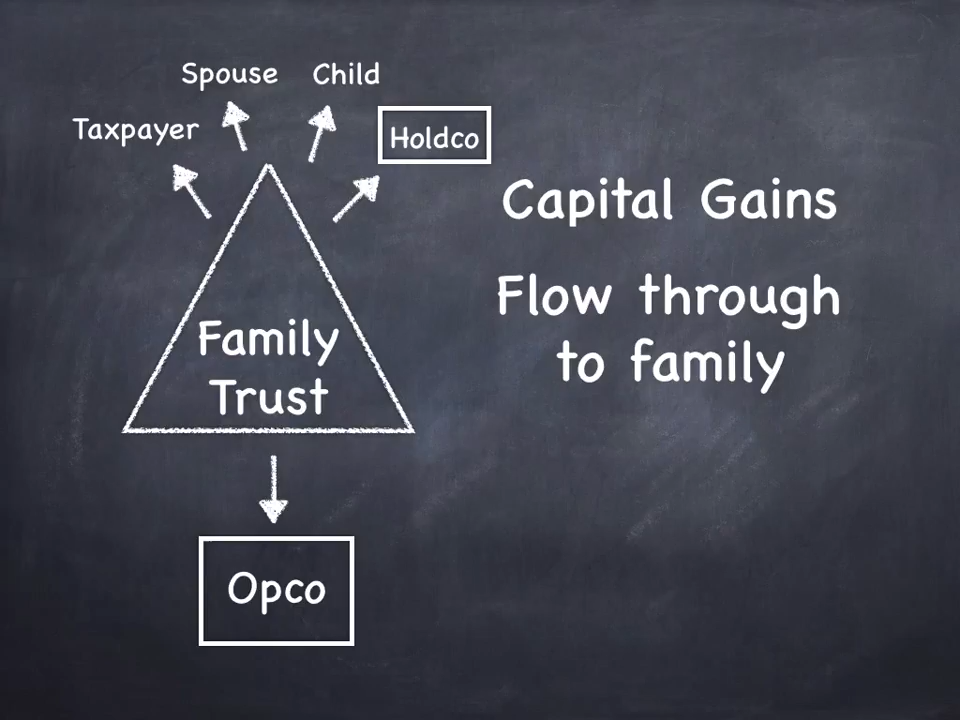 Spouse
Child
Taxpayer
Holdco
Capital Gains
Flow through
to family
Family
Trust
Opco